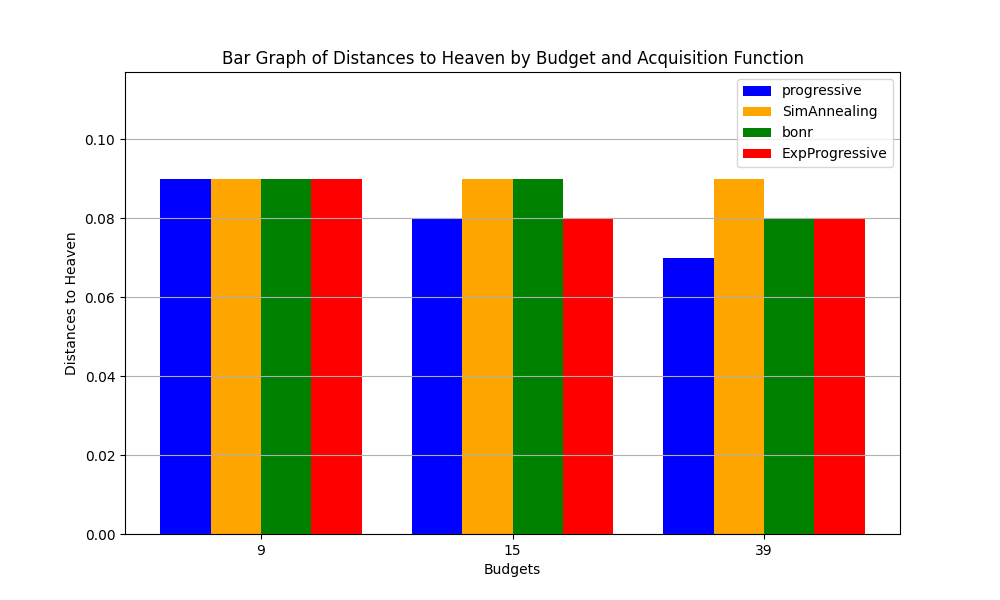 Bar Graph of Distances to Heaven by Budget and Acquisition Function
progressive
SimAnnealing
bonr
ExpProgressive
Distances to Heaven
0.10
0.08
0.06
0.04
0.02
0.00
9 15 39
Budgets